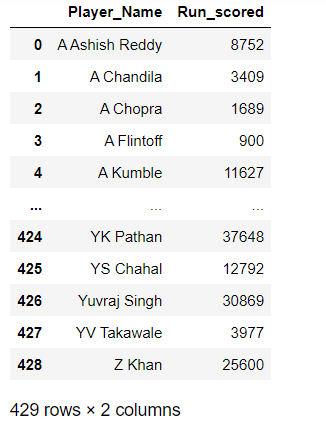 Player_Name Run_scored
0 A Ashish Reddy 8752
1 A Chandila 3409
2 A Chopra 1689
3 A Flintoff 900
4 A Kumble 11627
... ... ...
424 YK Pathan 37648
425 YS Chahal 12792
426 Yuvraj Singh 30869
427 YV Takawale 3977
428 Z Khan 25600
429 rows × 2 columns